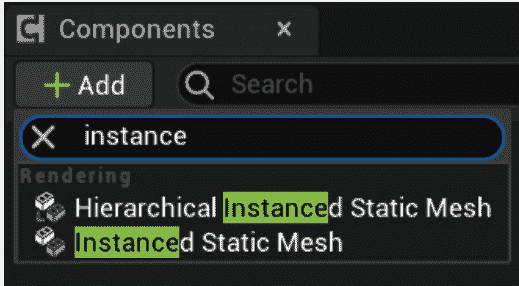 Components
Add
Search
instance
Rendering
Hierarchical Instanced Static Mesh
Instanced Static Mesh